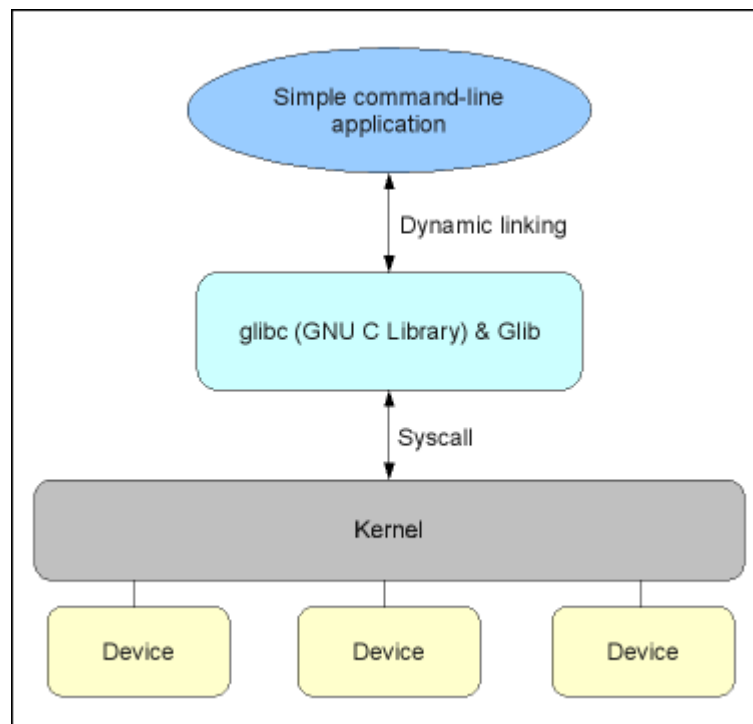 Simple command-line
application
Dynamic linking
glibc (GNU C Library) & Glib
Syscall
Kernel
Device
Device
Device